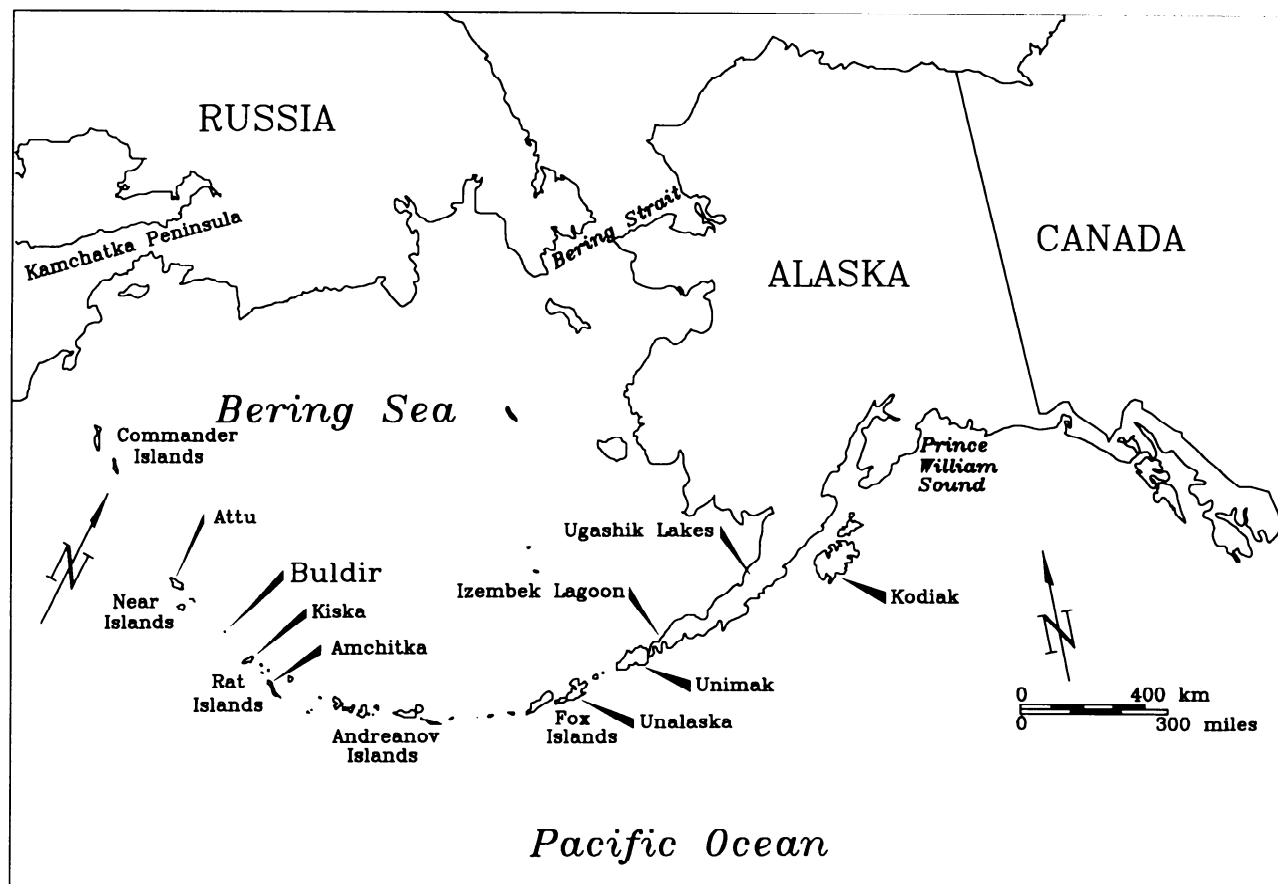 RUSSIA
Bering Strait
Kamchatka Peninsula
CANADA
ALASKA
Bering Sea
Commander
Islands
Prince
William
Sound
Attu
Ugashik Lakes
N
Buldir
Izembek Lagoon
Kodiak
Near
Islands
Kiska
N
Amchitka
Rat
Islands
Unimak
0 400 km
0 300 miles
Fox
Islands
Unalaska
Andreanov
Islands
Pacific Ocean